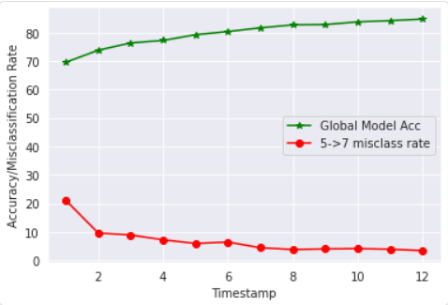 Accuracy/Misclassification Rate
80
70
60
50
40
30
20
10
0
Global Model Acc
5->7 misclass rate
2 4 6 8 10 12
Timestamp